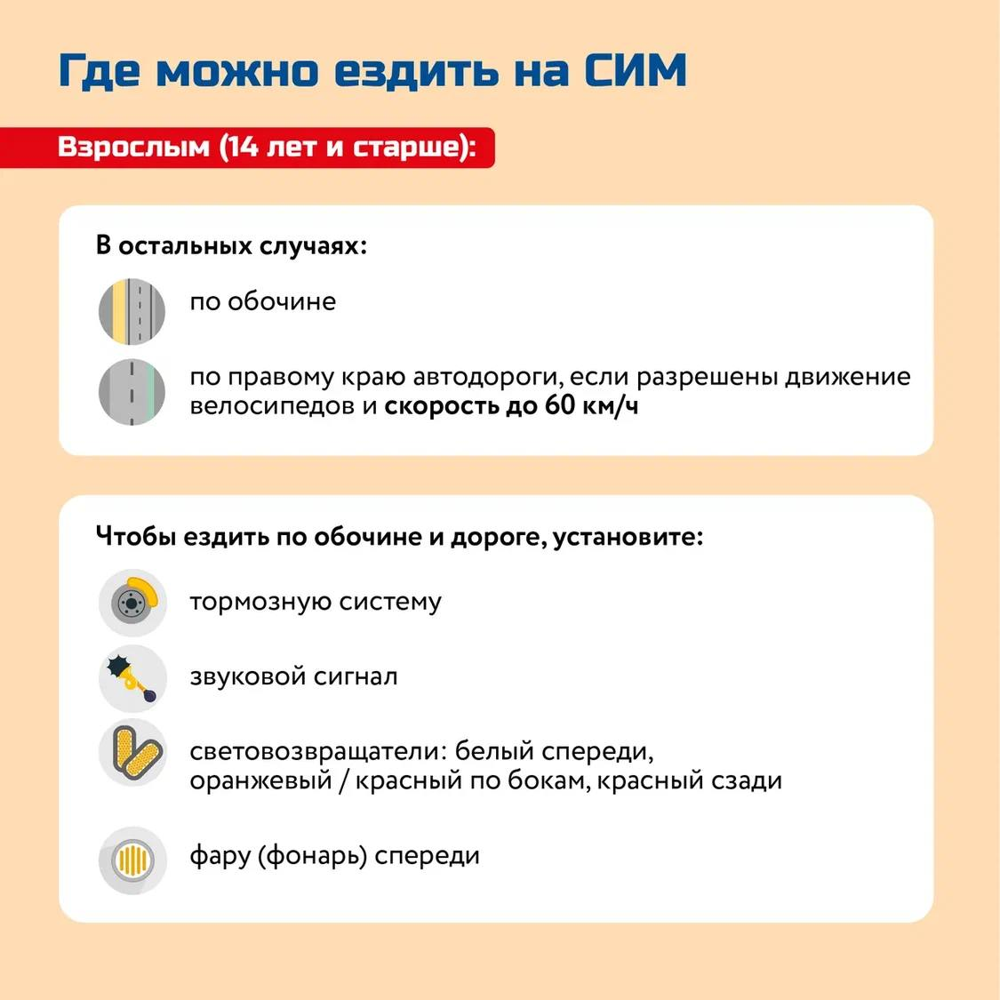 Где можно ездить на СИМ
Взрослым (14 лет и старше):
В остальных случаях:
по обочине
по правому краю автодороги, если разрешены движение
велосипедов и скорость до 60 км/ч
Чтобы ездить по обочине и дороге, установите:
тормозную систему
звуковой сигнал
световозвращатели: белый спереди,
оранжевый / красный по бокам, красный сзади
фару (фонарь) спереди